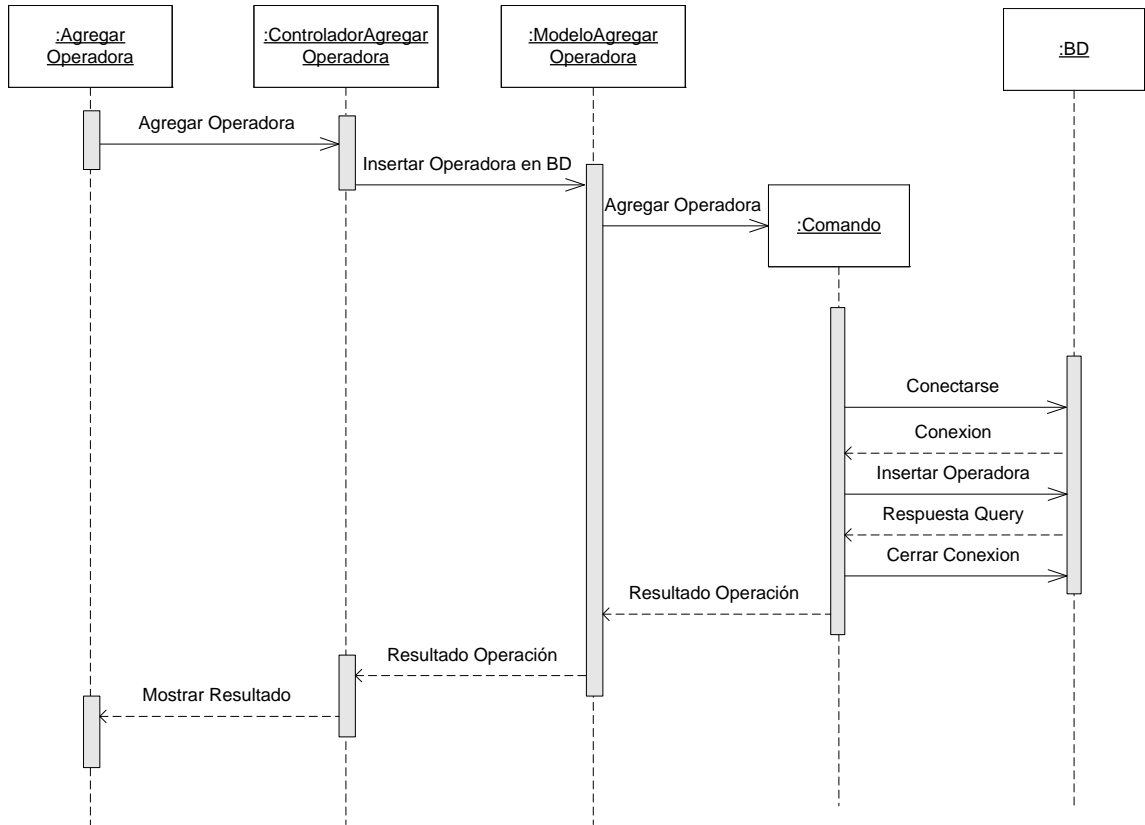 :Agregar
Operadora
:ControladorAgregar
Operadora
:ModeloAgregar
Operadora
:BD
Agregar Operadora
Insertar Operadora en BD
Agregar Operadora
:Comando
Conectarse
Conexion
Insertar Operadora
Respuesta Query
Cerrar Conexion
Resultado Operación
Resultado Operación
Mostrar Resultado